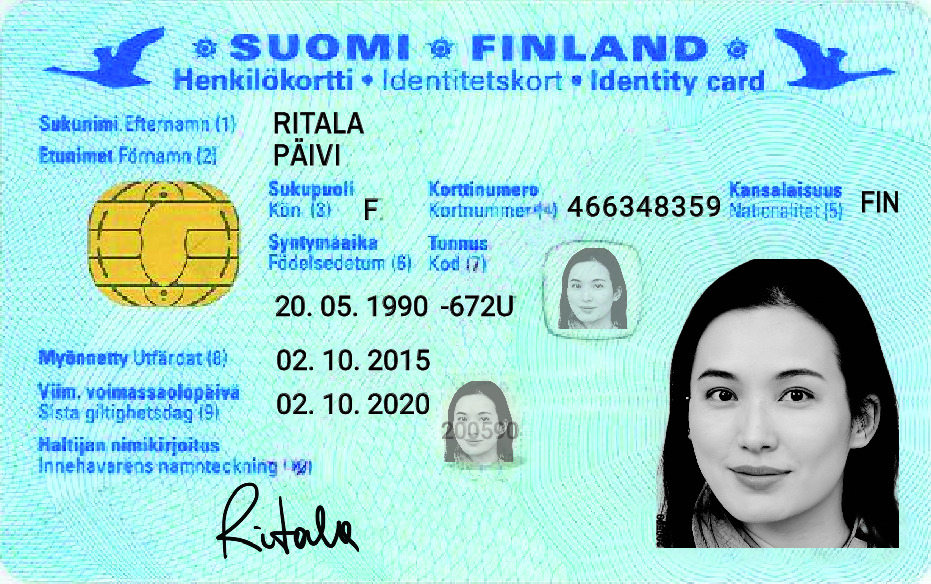 SUOMI FINLAND
Henkilökortti • Identitetskort • Identity card
Sukunimi Efternamn (1) RITALA
Etunimet Förnamn (2) PÄIVI
Sukupuoli Korttinumero Kansalaisuus
Kön (3) F Kortnummer (4) 466348359 Nationalitet (5) FIN
Syntymäaika Tunnus
Födelsedatum (6) Kod (7)
20. 05. 1990 -672U
Myönnetty Utfärdat (8) 02. 10. 2015
Viim. voimassaolopäivä
Sista giltighetsdag (9) 02. 10. 2020
200590
Haltijan nimikirjoitus
Innehavarens namnteckning
Ritala